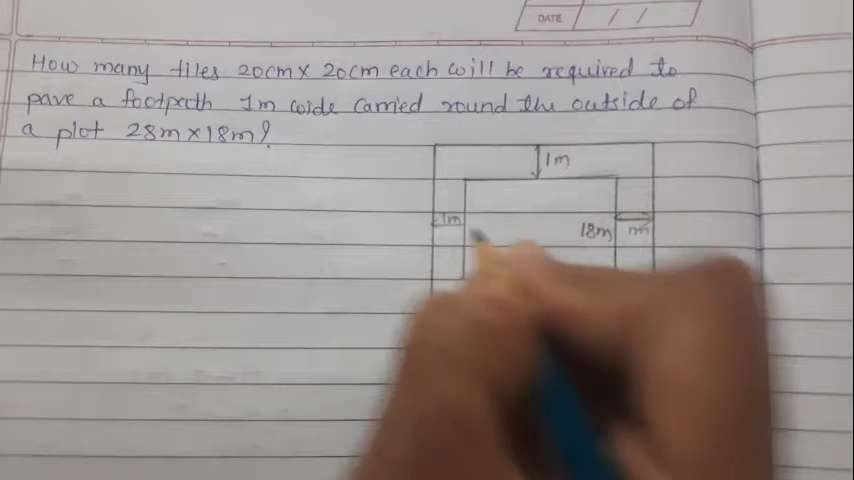 DATE / /
How many tiles 20cm x 20cm each will be required to
pave a footpath 1m wide carried round the outside of
a plot 28m x 18m?
1m
1m
18m 1m